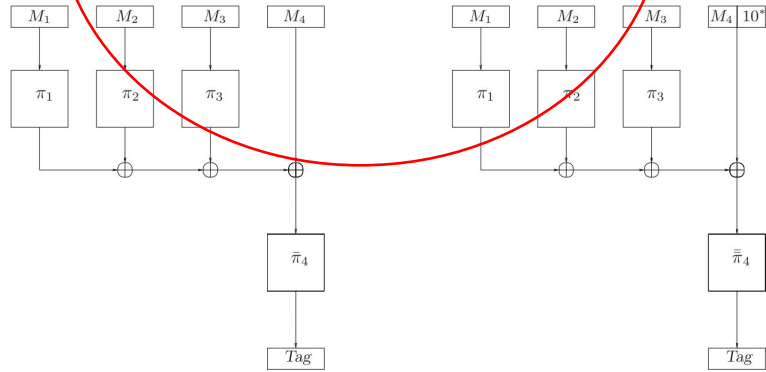 M₁ M₂ M₃ M₄ M₁ M₂ M₃ M₄ 10*
π₁ π₂ π₃ π₁ π₂ π₃
π̄₄ π̿₄
Tag Tag